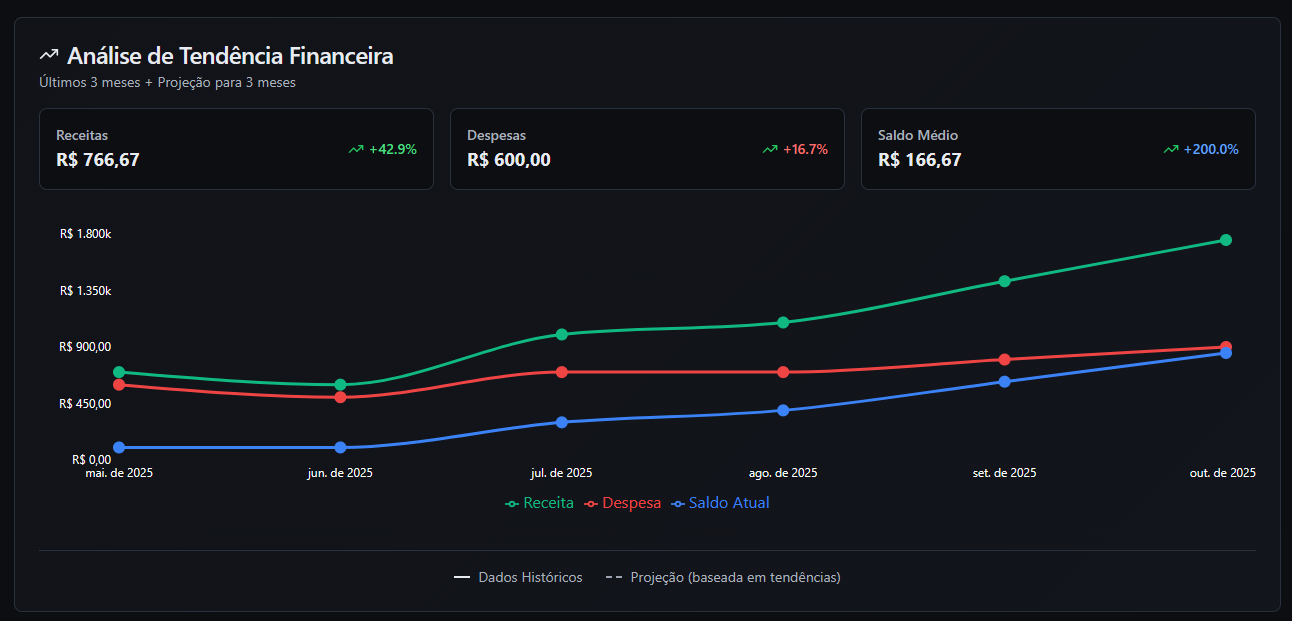 Análise de Tendência Financeira
Últimos 3 meses + Projeção para 3 meses
Receitas
R$ 766,67
+42.9%
Despesas
R$ 600,00
+16.7%
Saldo Médio
R$ 166,67
+200.0%
R$ 1.800k
R$ 1.350k
R$ 900,00
R$ 450,00
R$ 0,00
mai. de 2025 jun. de 2025 jul. de 2025 ago. de 2025 set. de 2025 out. de 2025
Receita Despesa Saldo Atual
Dados Históricos Projeção (baseada em tendências)